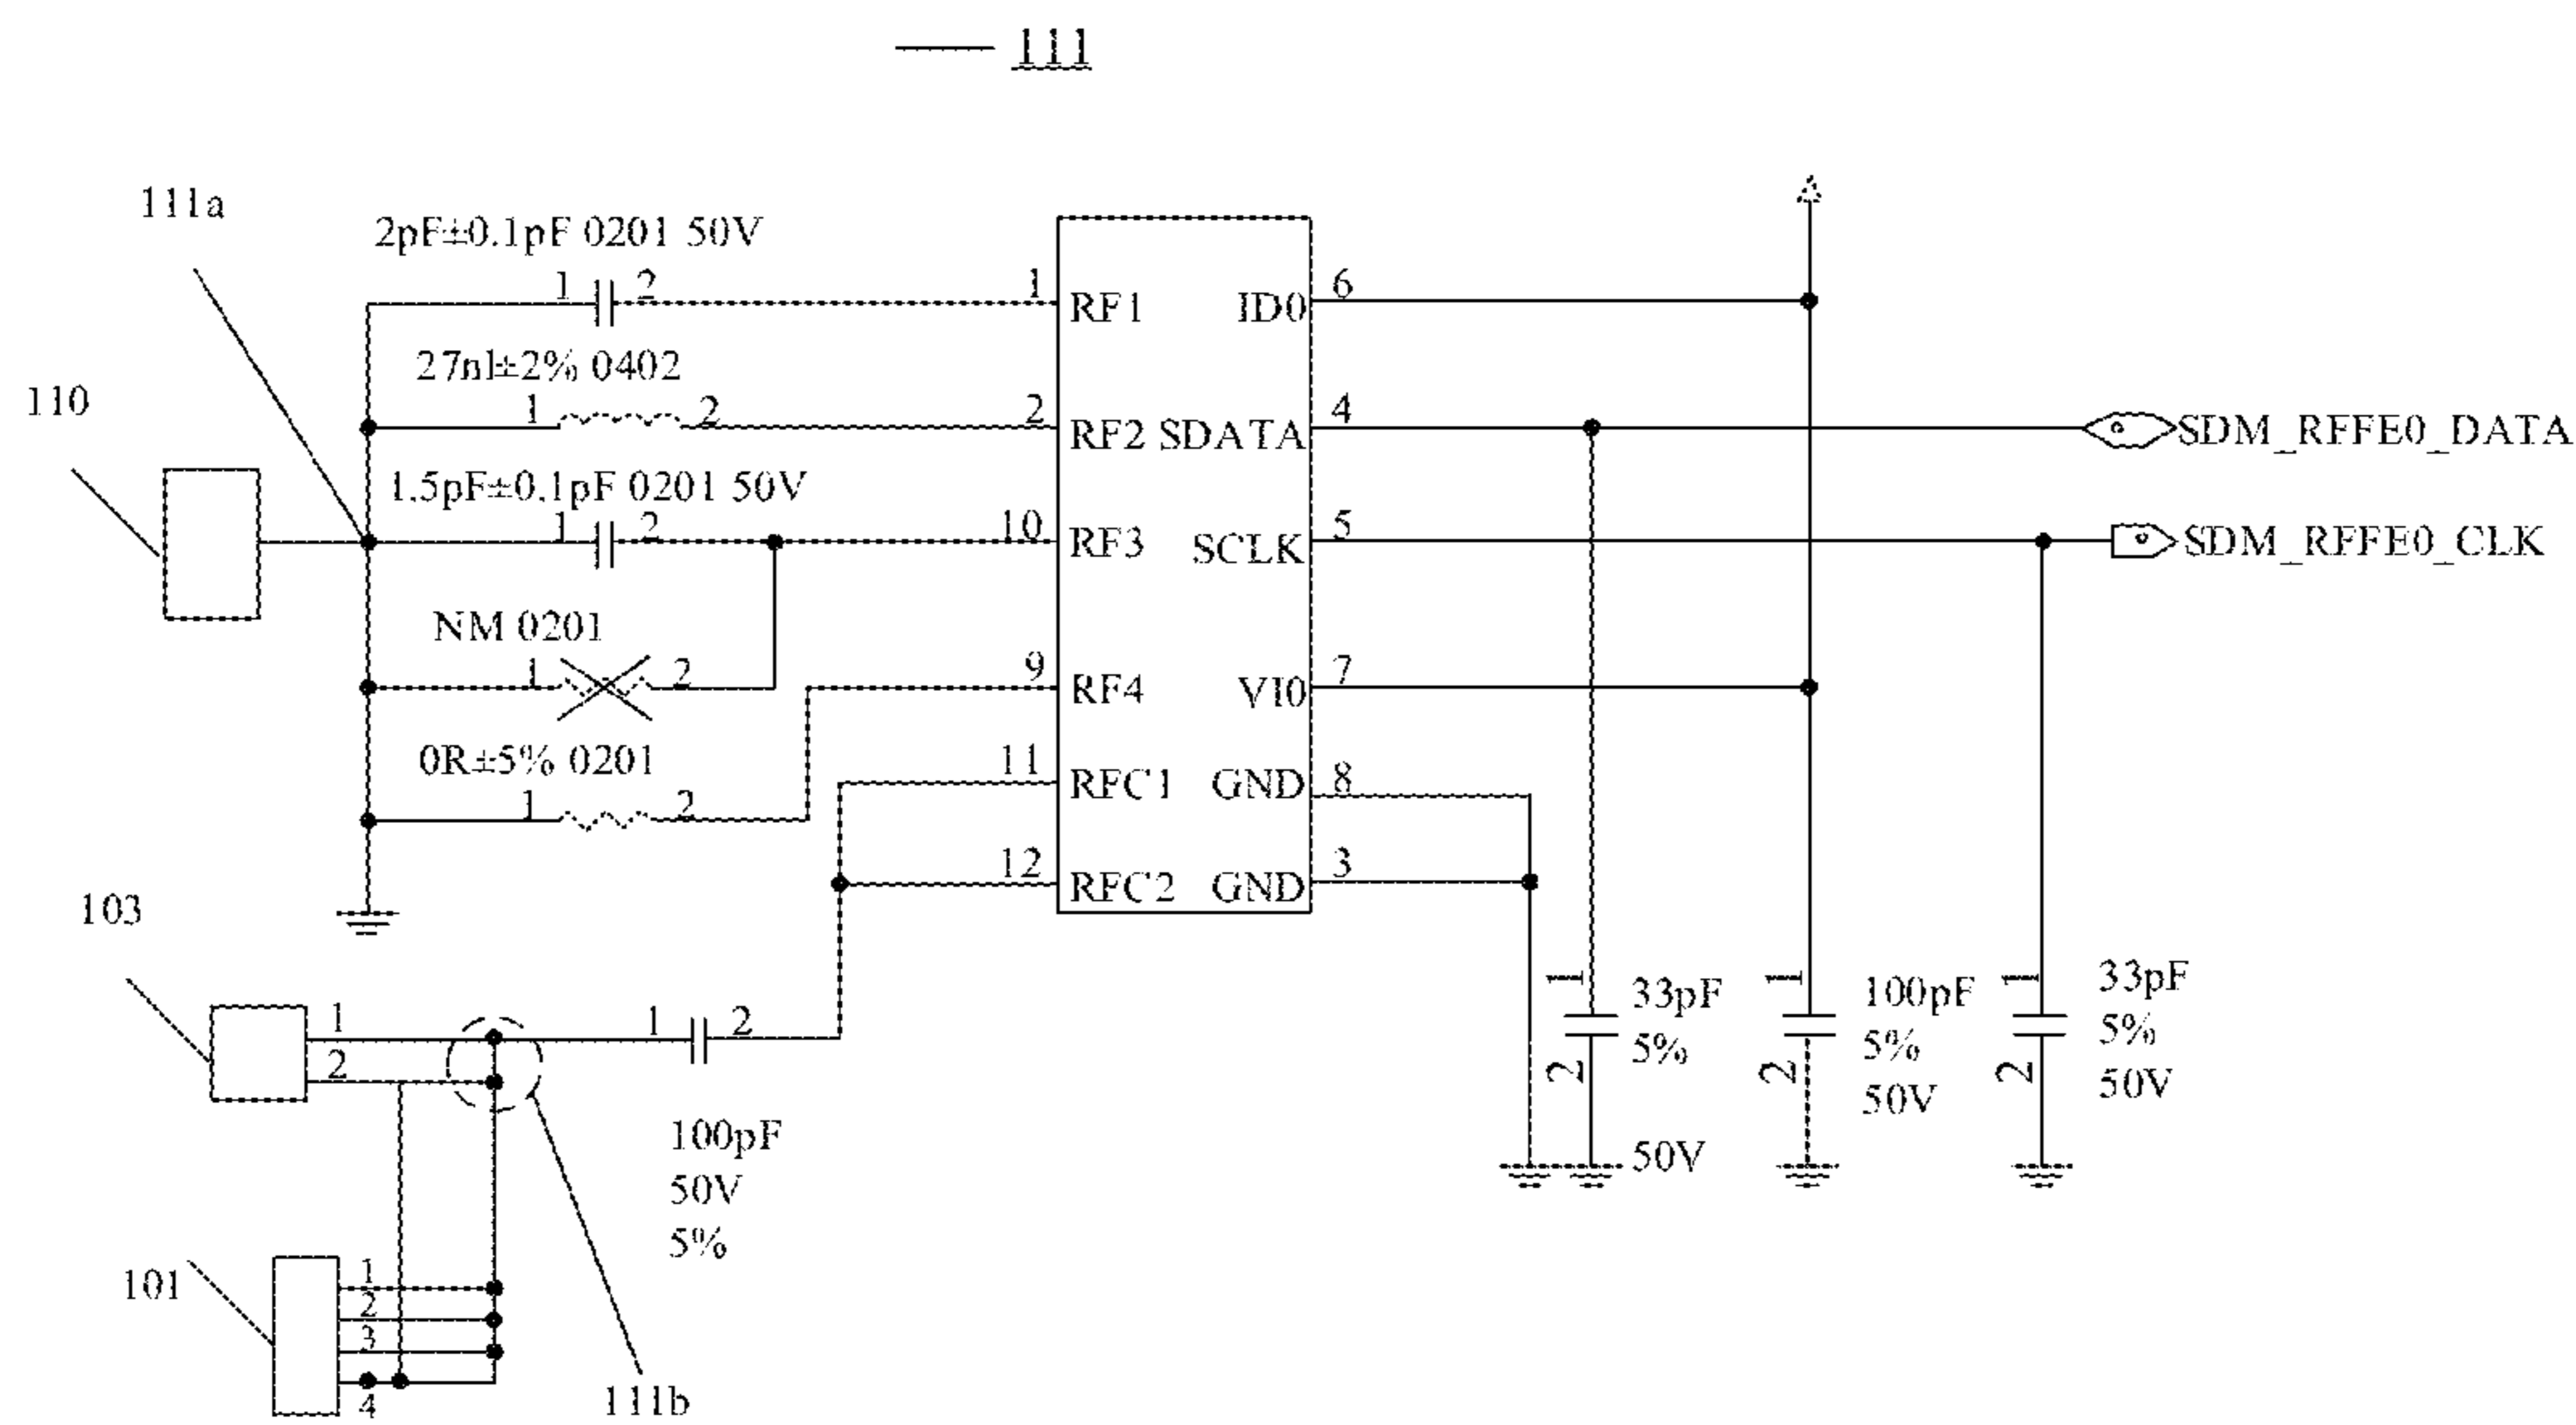 111
111a
2pF±0.1pF 0201 50V
1 2 1 RF1 ID0 6
27nl±2% 0402
110
1 2 2 RF2 SDATA 4 SDM_RFFE0_DATA
1.5pF±0.1pF 0201 50V
1 2 10 RF3 SCLK 5 SDM_RFFE0_CLK
NM 0201
1 2 9 RF4 VI0 7
0R±5% 0201
1 2 11 RFC1 GND 8
12 RFC2 GND 3
103
1 1 2
2
100pF
50V
5%
1 33pF
5%
2
50V
1 100pF
5%
2 50V
1 33pF
5%
2 50V
101
1
2
3
4
111b